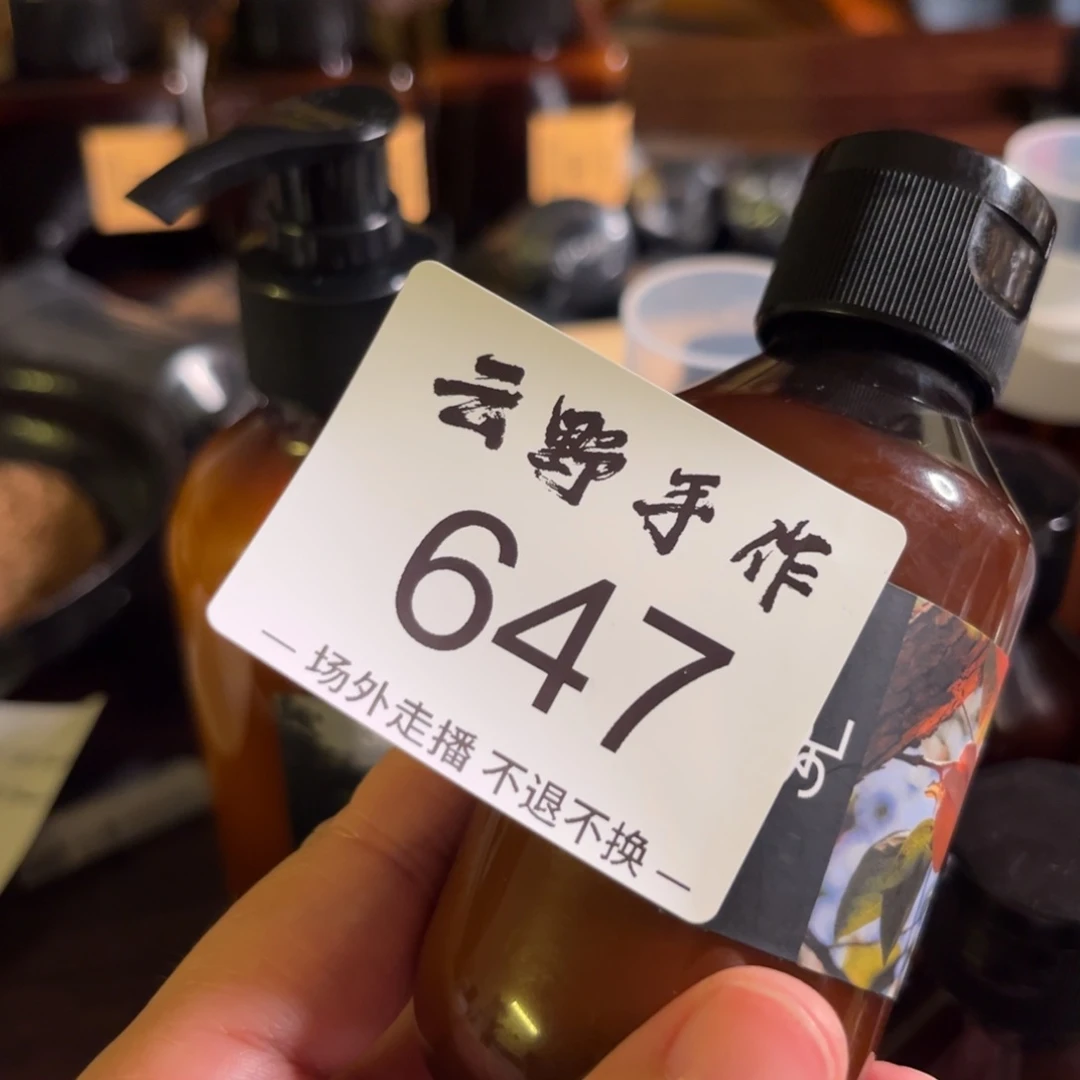 云野手作
647
— 场外走播 不退不换 —